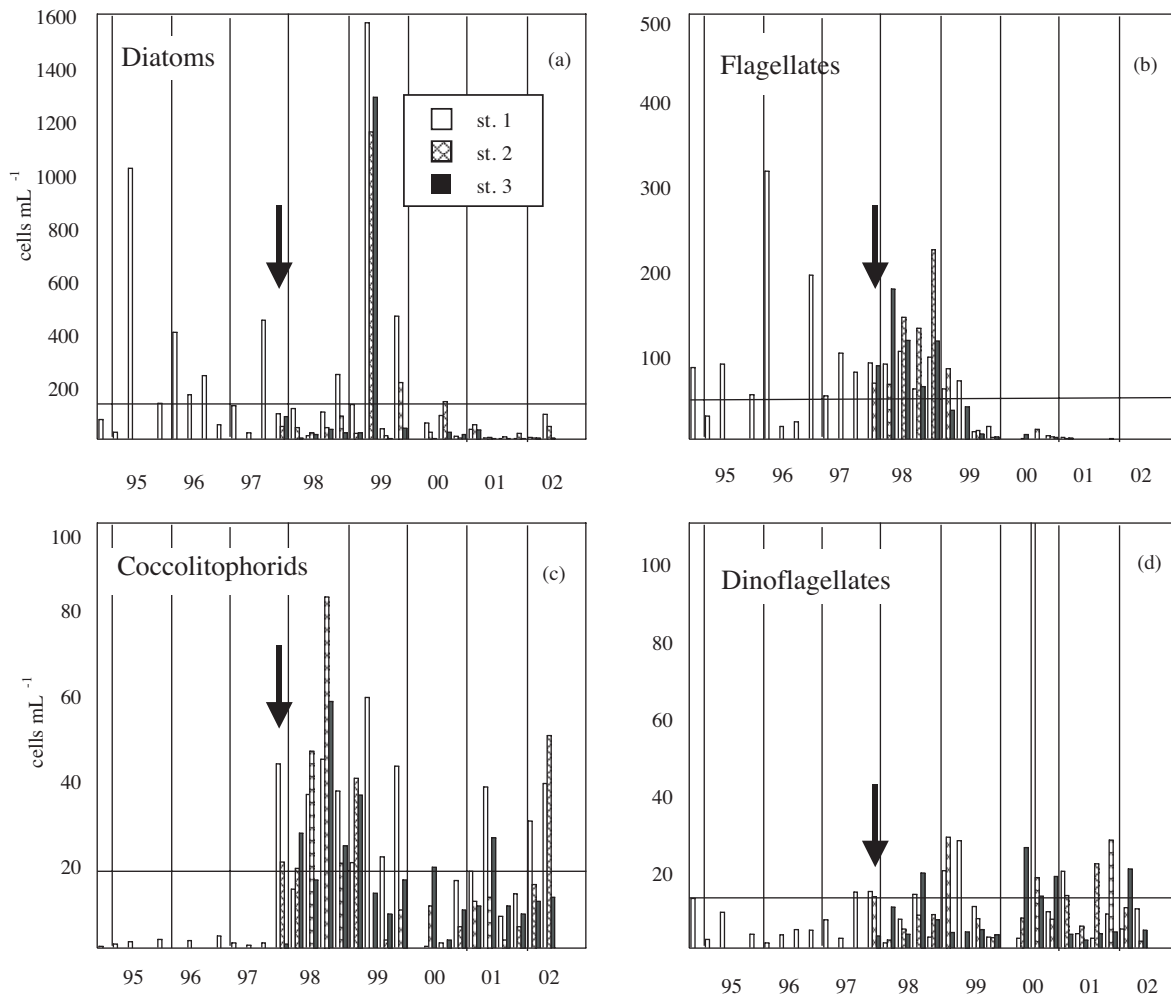 1600
1400
1200
1000
800
600
400
200
cells mL -1
Diatoms
(a)
st. 1
st. 2
st. 3
95 96 97 98 99 00 01 02
500
400
300
200
100
Flagellates
(b)
95 96 97 98 99 00 01 02
100
80
60
40
20
cells mL -1
Coccolitophorids
(c)
95 96 97 98 99 00 01 02
100
80
60
40
20
Dinoflagellates
(d)
95 96 97 98 99 00 01 02